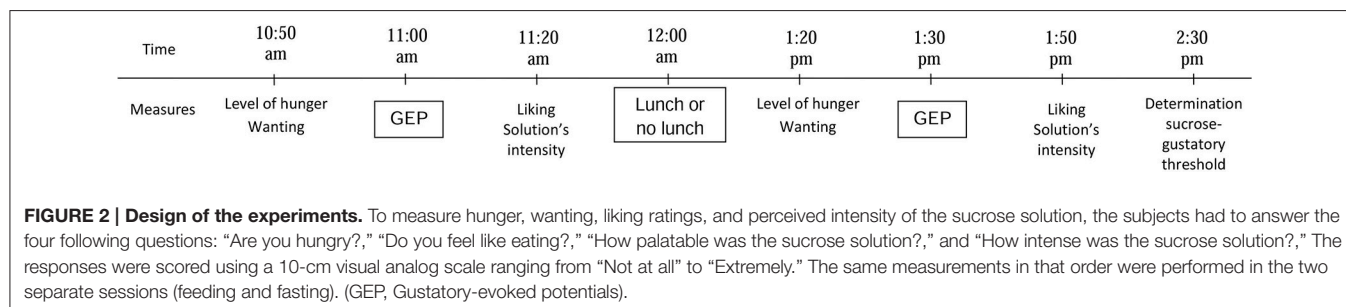 Time
10:50
am
11:00
am
11:20
am
12:00
am
1:20
pm
1:30
pm
1:50
pm
2:30
pm
Measures
Level of hunger
Wanting
GEP
Liking
Solution's
intensity
Lunch or
no lunch
Level of hunger
Wanting
GEP
Liking
Solution's
intensity
Determination
sucrose-
gustatory
threshold
FIGURE 2 | Design of the experiments. To measure hunger, wanting, liking ratings, and perceived intensity of the sucrose solution, the subjects had to answer the
four following questions: “Are you hungry?,” “Do you feel like eating?,” “How palatable was the sucrose solution?,” and “How intense was the sucrose solution?,” The
responses were scored using a 10-cm visual analog scale ranging from “Not at all” to “Extremely.” The same measurements in that order were performed in the two
separate sessions (feeding and fasting). (GEP, Gustatory-evoked potentials).